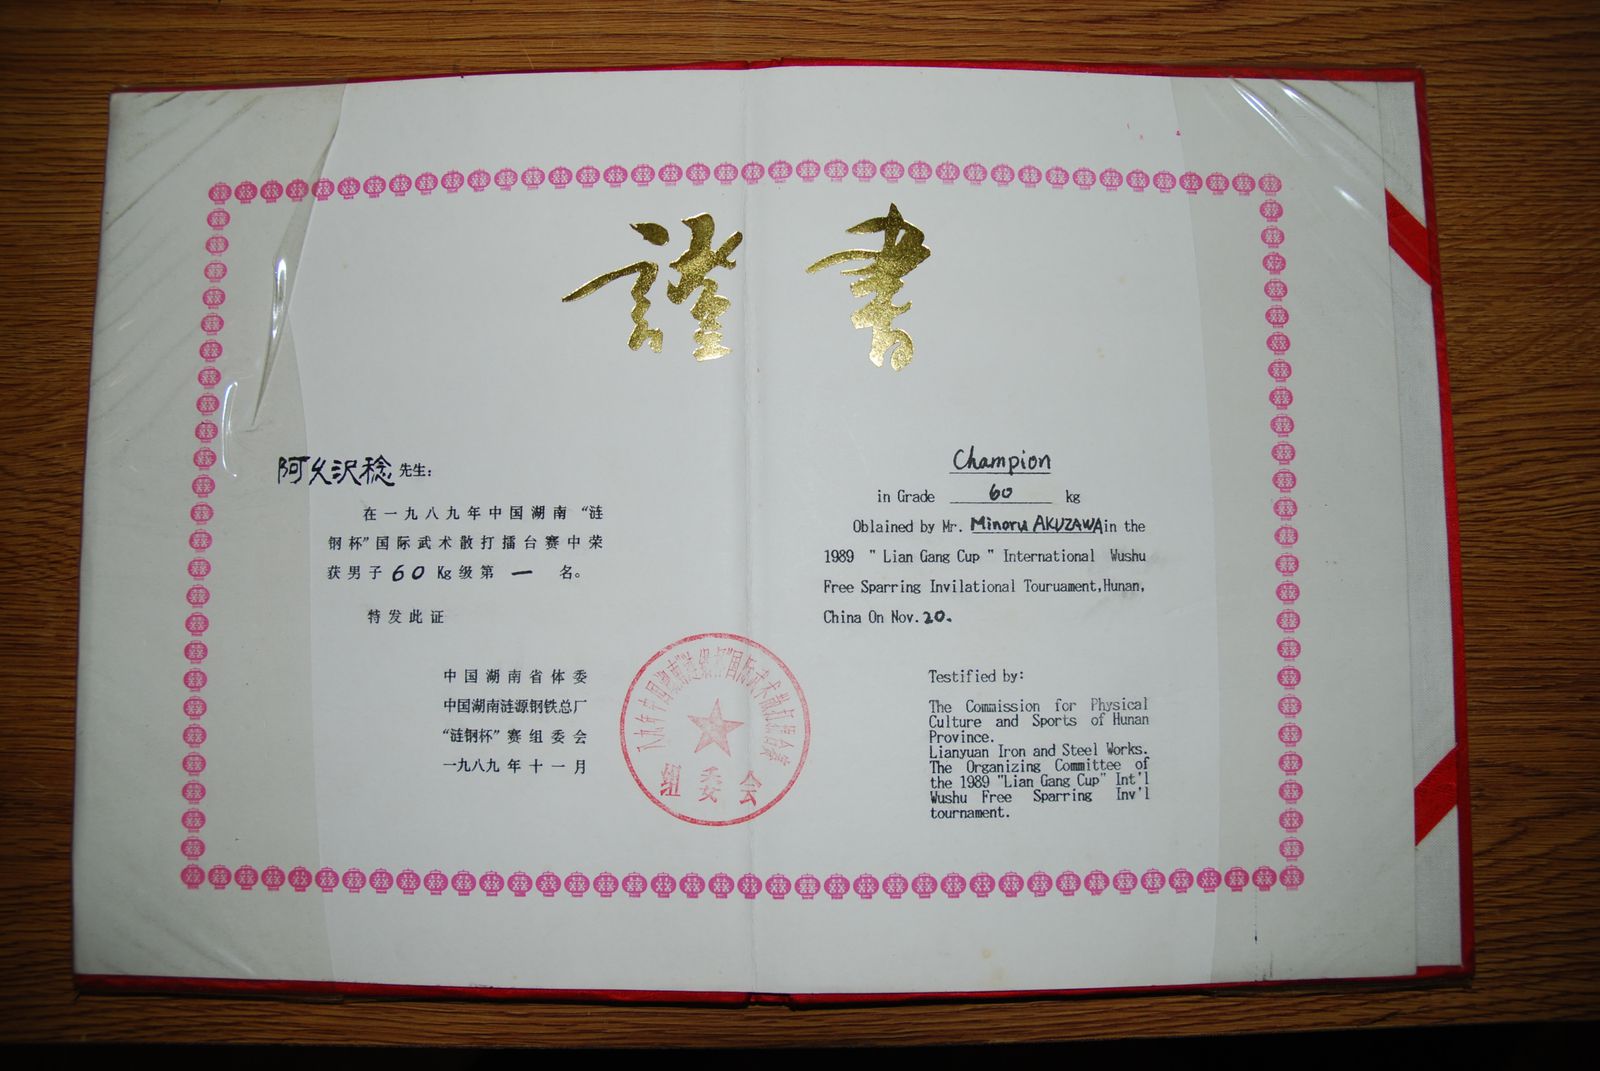 證書
阿久沢稔先生：
在一九八九年中国湖南“涟
钢杯”国际武术散打擂台赛中荣
获男子 60 Kg级第 一 名。
特发此证
中国湖南省体委
中国湖南涟源钢铁总厂
“涟钢杯”赛组委会
一九八九年十一月
组委会
Champion
in Grade 60 kg
Oblained by Mr. Minoru AKUZAWA in the
1989 " Lian Gang Cup " International Wushu
Free Sparring Invilational Touruament,Hunan,
China On Nov. 20.
Testified by:
The Commission for Physical
Culture and Sports of Hunan
Province.
Lianyuan Iron and Steel Works.
The Organizing Committee of
the 1989 "Lian Gang Cup" Int'l
Wushu Free Sparring Inv'l
tournament.